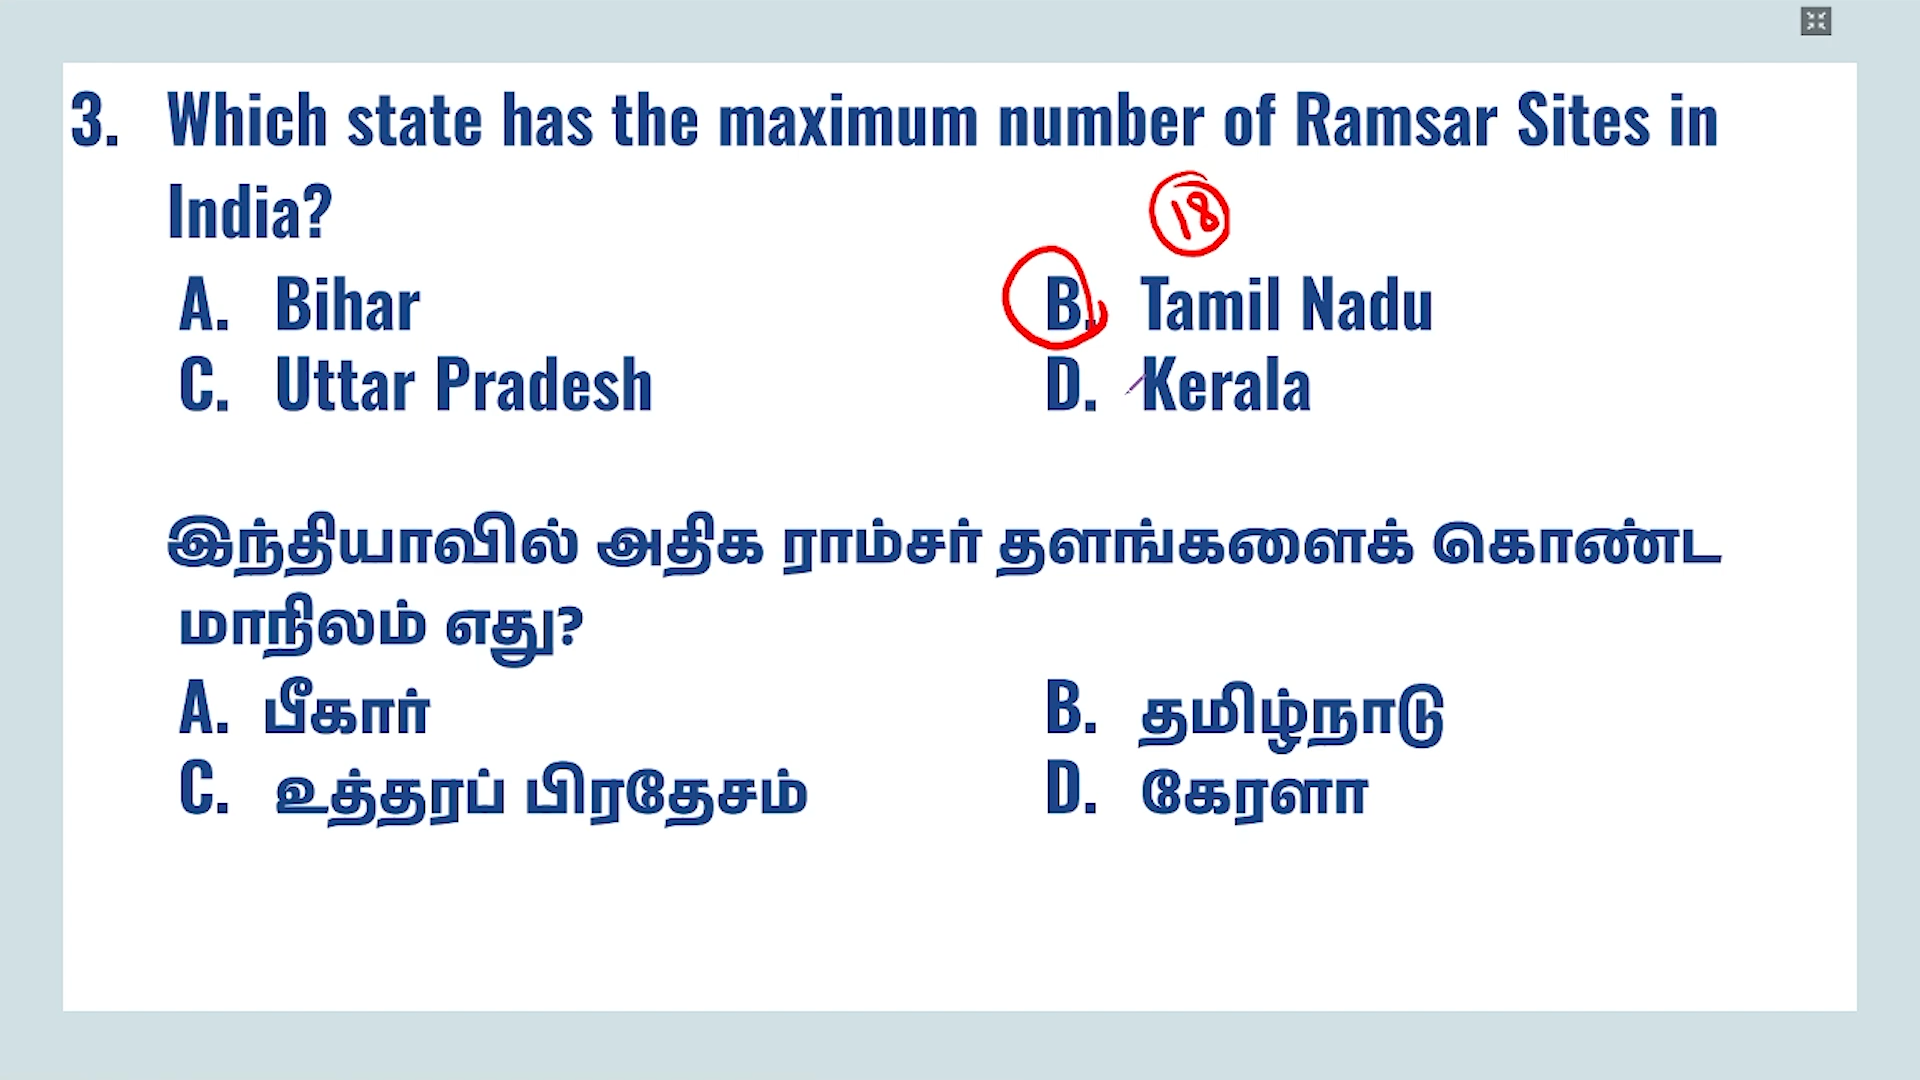 3. Which state has the maximum number of Ramsar Sites in
India?
18
A. Bihar
B. Tamil Nadu
C. Uttar Pradesh
D. Kerala
இந்தியாவில் அதிக ராம்சர் தளங்களைக் கொண்ட
மாநிலம் எது?
A. பீகார்
B. தமிழ்நாடு
C. உத்தரப் பிரதேசம்
D. கேரளா